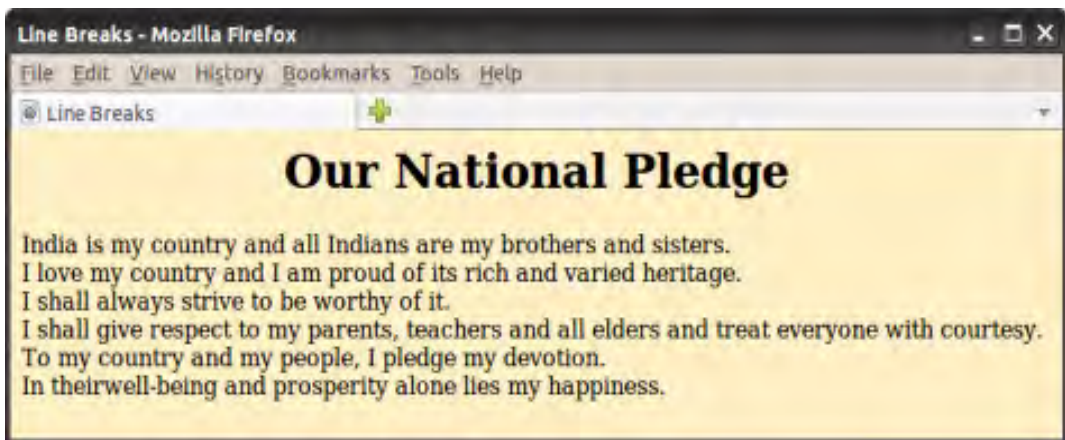 Line Breaks - Mozilla Firefox
File Edit View History Bookmarks Tools Help
Line Breaks
Our National Pledge
India is my country and all Indians are my brothers and sisters.
I love my country and I am proud of its rich and varied heritage.
I shall always strive to be worthy of it.
I shall give respect to my parents, teachers and all elders and treat everyone with courtesy.
To my country and my people, I pledge my devotion.
In theirwell-being and prosperity alone lies my happiness.